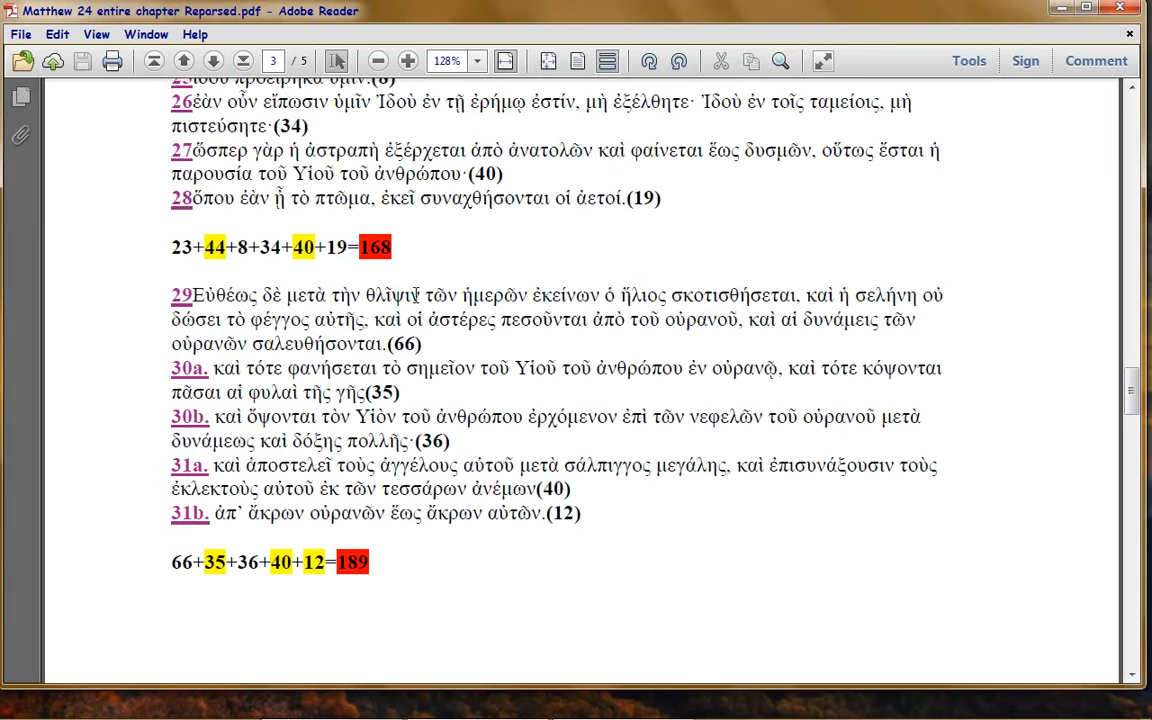 Matthew 24 entire chapter Reparsed.pdf - Adobe Reader
File Edit View Window Help
3 / 5 128% Tools Sign Comment
25ἰδοὺ προείρηκα ὑμῖν.(8)
26ἐὰν οὖν εἴπωσιν ὑμῖν Ἰδοὺ ἐν τῇ ἐρήμῳ ἐστίν, μὴ ἐξέλθητε· Ἰδοὺ ἐν τοῖς ταμείοις, μὴ
πιστεύσητε·(34)
27ὥσπερ γὰρ ἡ ἀστραπὴ ἐξέρχεται ἀπὸ ἀνατολῶν καὶ φαίνεται ἕως δυσμῶν, οὕτως ἔσται ἡ
παρουσία τοῦ Υἱοῦ τοῦ ἀνθρώπου·(40)
28ὅπου ἐὰν ᾖ τὸ πτῶμα, ἐκεῖ συναχθήσονται οἱ ἀετοί.(19)
23+44+8+34+40+19=168
29Εὐθέως δὲ μετὰ τὴν θλῖψιν τῶν ἡμερῶν ἐκείνων ὁ ἥλιος σκοτισθήσεται, καὶ ἡ σελήνη οὐ
δώσει τὸ φέγγος αὐτῆς, καὶ οἱ ἀστέρες πεσοῦνται ἀπὸ τοῦ οὐρανοῦ, καὶ αἱ δυνάμεις τῶν
οὐρανῶν σαλευθήσονται.(66)
30a. καὶ τότε φανήσεται τὸ σημεῖον τοῦ Υἱοῦ τοῦ ἀνθρώπου ἐν οὐρανῷ, καὶ τότε κόψονται
πᾶσαι αἱ φυλαὶ τῆς γῆς(35)
30b. καὶ ὄψονται τὸν Υἱὸν τοῦ ἀνθρώπου ἐρχόμενον ἐπὶ τῶν νεφελῶν τοῦ οὐρανοῦ μετὰ
δυνάμεως καὶ δόξης πολλῆς·(36)
31a. καὶ ἀποστελεῖ τοὺς ἀγγέλους αὐτοῦ μετὰ σάλπιγγος μεγάλης, καὶ ἐπισυνάξουσιν τοὺς
ἐκλεκτοὺς αὐτοῦ ἐκ τῶν τεσσάρων ἀνέμων(40)
31b. ἀπ’ ἄκρων οὐρανῶν ἕως ἄκρων αὐτῶν.(12)
66+35+36+40+12=189